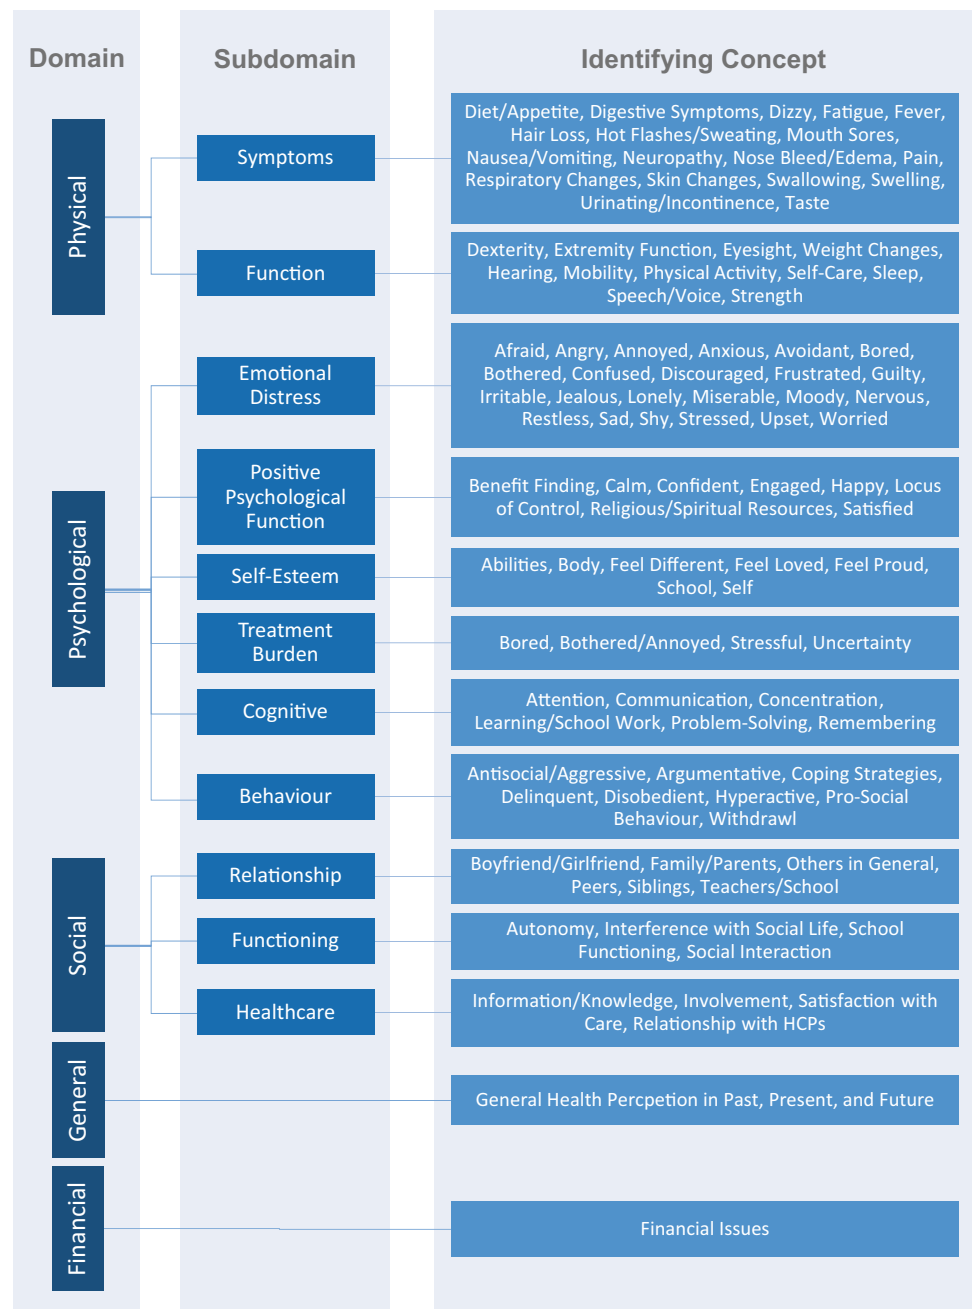 Domain
Subdomain
Identifying Concept
Physical
Symptoms
Diet/Appetite, Digestive Symptoms, Dizzy, Fatigue, Fever,
Hair Loss, Hot Flashes/Sweating, Mouth Sores,
Nausea/Vomiting, Neuropathy, Nose Bleed/Edema, Pain,
Respiratory Changes, Skin Changes, Swallowing, Swelling,
Urinating/Incontinence, Taste
Function
Dexterity, Extremity Function, Eyesight, Weight Changes,
Hearing, Mobility, Physical Activity, Self-Care, Sleep,
Speech/Voice, Strength
Psychological
Emotional
Distress
Afraid, Angry, Annoyed, Anxious, Avoidant, Bored,
Bothered, Confused, Discouraged, Frustrated, Guilty,
Irritable, Jealous, Lonely, Miserable, Moody, Nervous,
Restless, Sad, Shy, Stressed, Upset, Worried
Positive
Psychological
Function
Benefit Finding, Calm, Confident, Engaged, Happy, Locus
of Control, Religious/Spiritual Resources, Satisfied
Self-Esteem
Abilities, Body, Feel Different, Feel Loved, Feel Proud,
School, Self
Treatment
Burden
Bored, Bothered/Annoyed, Stressful, Uncertainty
Cognitive
Attention, Communication, Concentration,
Learning/School Work, Problem-Solving, Remembering
Behaviour
Antisocial/Aggressive, Argumentative, Coping Strategies,
Delinquent, Disobedient, Hyperactive, Pro-Social
Behaviour, Withdrawl
Social
Relationship
Boyfriend/Girlfriend, Family/Parents, Others in General,
Peers, Siblings, Teachers/School
Functioning
Autonomy, Interference with Social Life, School
Functioning, Social Interaction
Healthcare
Information/Knowledge, Involvement, Satisfaction with
Care, Relationship with HCPs
General
General Health Percpetion in Past, Present, and Future
Financial
Financial Issues